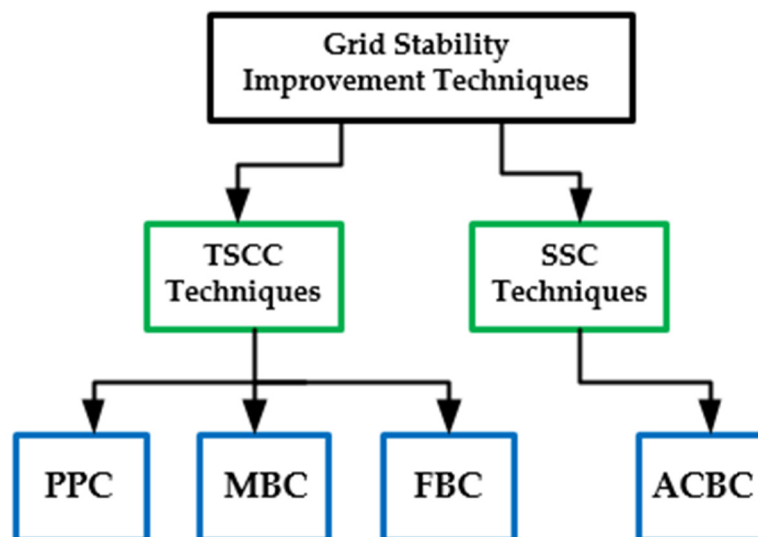 Grid Stability
Improvement Techniques
TSCC
Techniques
SSC
Techniques
PPC
MBC
FBC
ACBC